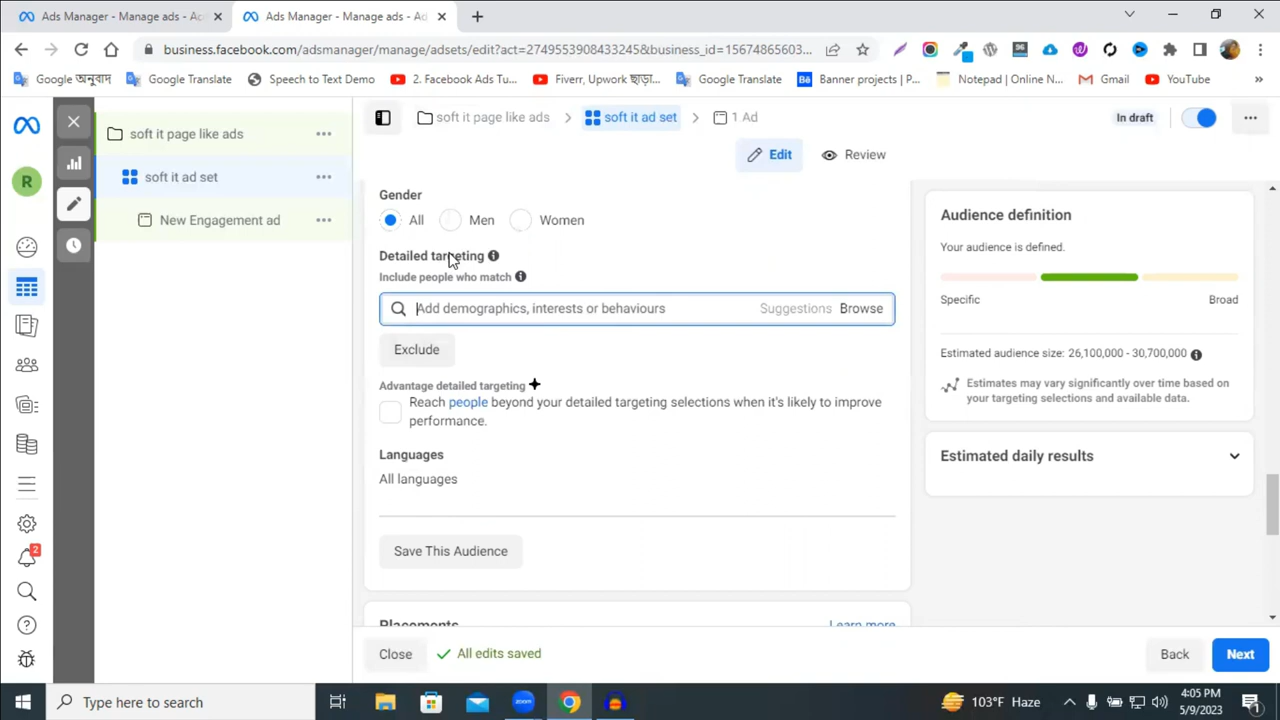 Ads Manager - Manage ads - Acc
Ads Manager - Manage ads - Ad
business.facebook.com/adsmanager/manage/adsets/edit?act=2749553908433245&business_id=15674865603...
Google অনুবাদ
Google Translate
Speech to Text Demo
2. Facebook Ads Tu...
Fiverr, Upwork ছাড়া...
Google Translate
Banner projects | P...
Notepad | Online N...
Gmail
YouTube
soft it page like ads
soft it ad set
New Engagement ad
R
2
soft it page like ads
soft it ad set
1 Ad
In draft
Edit
Review
Gender
All
Men
Women
Detailed targeting
Include people who match
Add demographics, interests or behaviours
Suggestions
Browse
Exclude
Advantage detailed targeting
Reach people beyond your detailed targeting selections when it's likely to improve
performance.
Languages
All languages
Save This Audience
Placements
Learn more
Audience definition
Your audience is defined.
Specific
Broad
Estimated audience size: 26,100,000 - 30,700,000
Estimates may vary significantly over time based on
your targeting selections and available data.
Estimated daily results
Close
All edits saved
Back
Next
Type here to search
103°F Haze
4:05 PM
5/9/2023
1